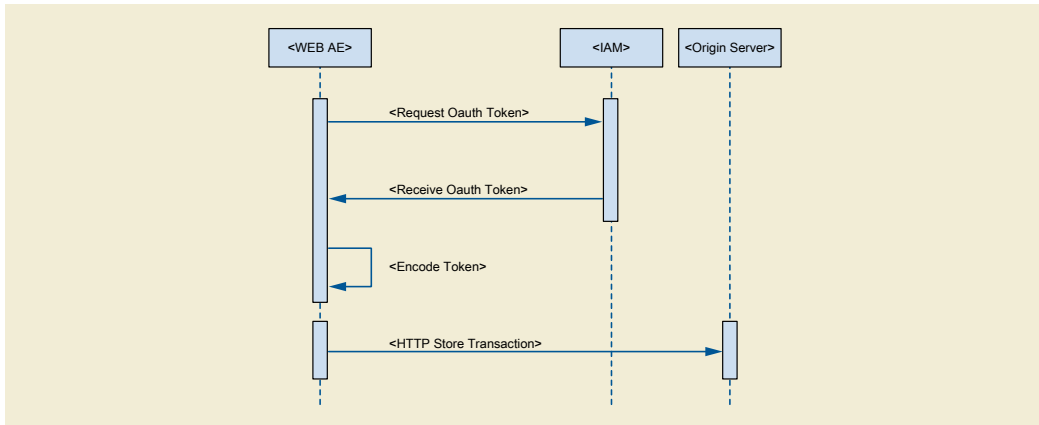 <WEB AE>
<IAM>
<Origin Server>
<Request Oauth Token>
<Receive Oauth Token>
<Encode Token>
<HTTP Store Transaction>